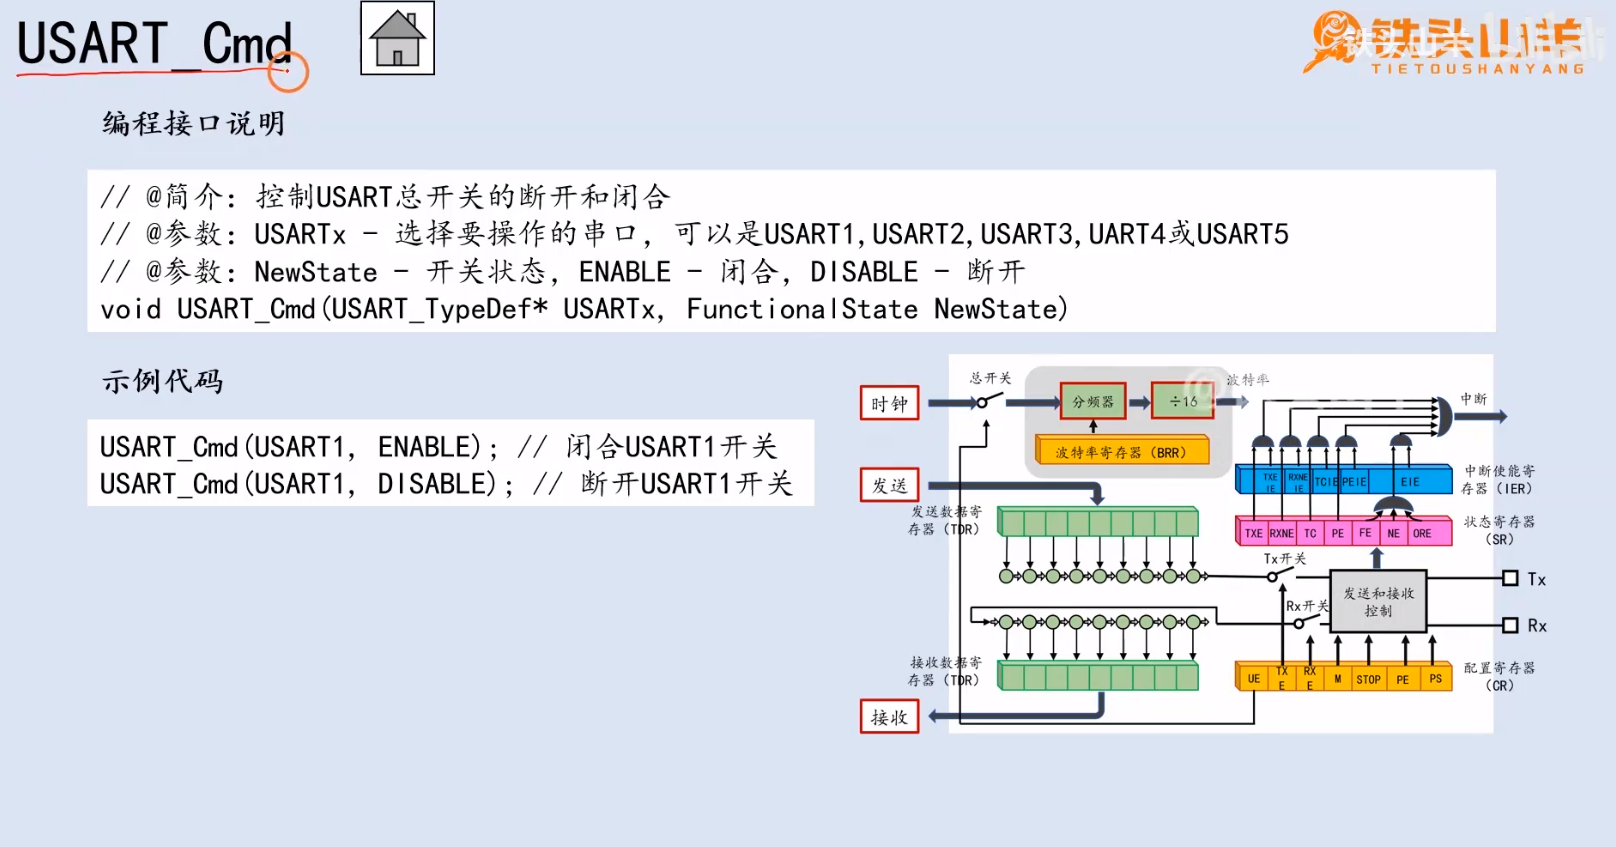 USART_Cmd
铁头山羊
TIETOUSHANYANG
编程接口说明
// @简介：控制USART总开关的断开和闭合
// @参数：USARTx - 选择要操作的串口，可以是USART1,USART2,USART3,UART4或USART5
// @参数：NewState - 开关状态，ENABLE - 闭合，DISABLE - 断开
void USART_Cmd(USART_TypeDef* USARTx, FunctionalState NewState)
示例代码
USART_Cmd(USART1, ENABLE); // 闭合USART1开关
USART_Cmd(USART1, DISABLE); // 断开USART1开关
总开关
波特率
时钟
分频器
÷16
中断
波特率寄存器（BRR）
发送
TXE
IE
RXNE
IE
TCIE
PEIE
EIE
中断使能寄
存器（IER）
发送数据寄
存器（TDR）
TXE
RXNE
TC
PE
FE
NE
ORE
状态寄存器
（SR）
Tx开关
发送和接收
控制
Tx
Rx开关
Rx
接收数据寄
存器（TDR）
UE
TX
E
RX
E
M
STOP
PE
PS
配置寄存器
（CR）
接收